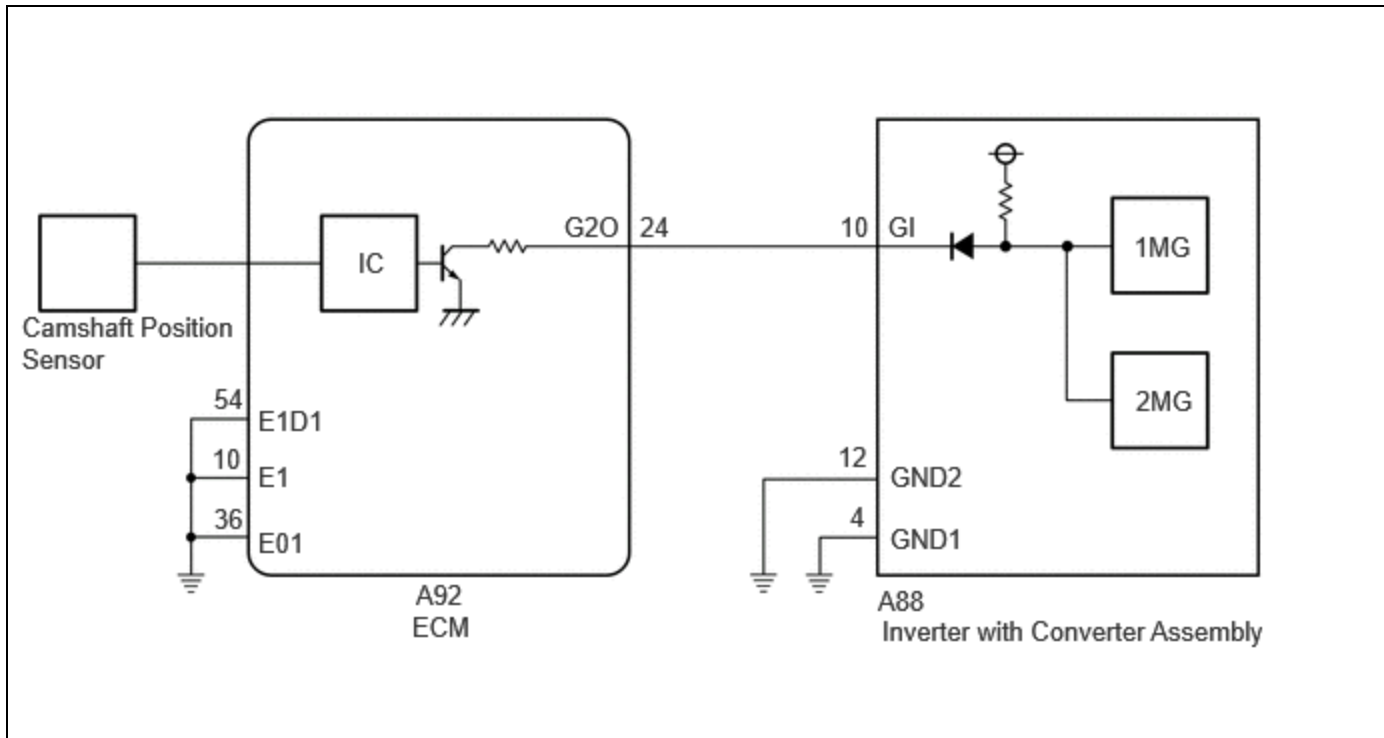 G2O
24
10
GI
IC
1MG
Camshaft Position
Sensor
54
E1D1
2MG
10
E1
12
GND2
36
E01
4
GND1
A92
ECM
A88
Inverter with Converter Assembly